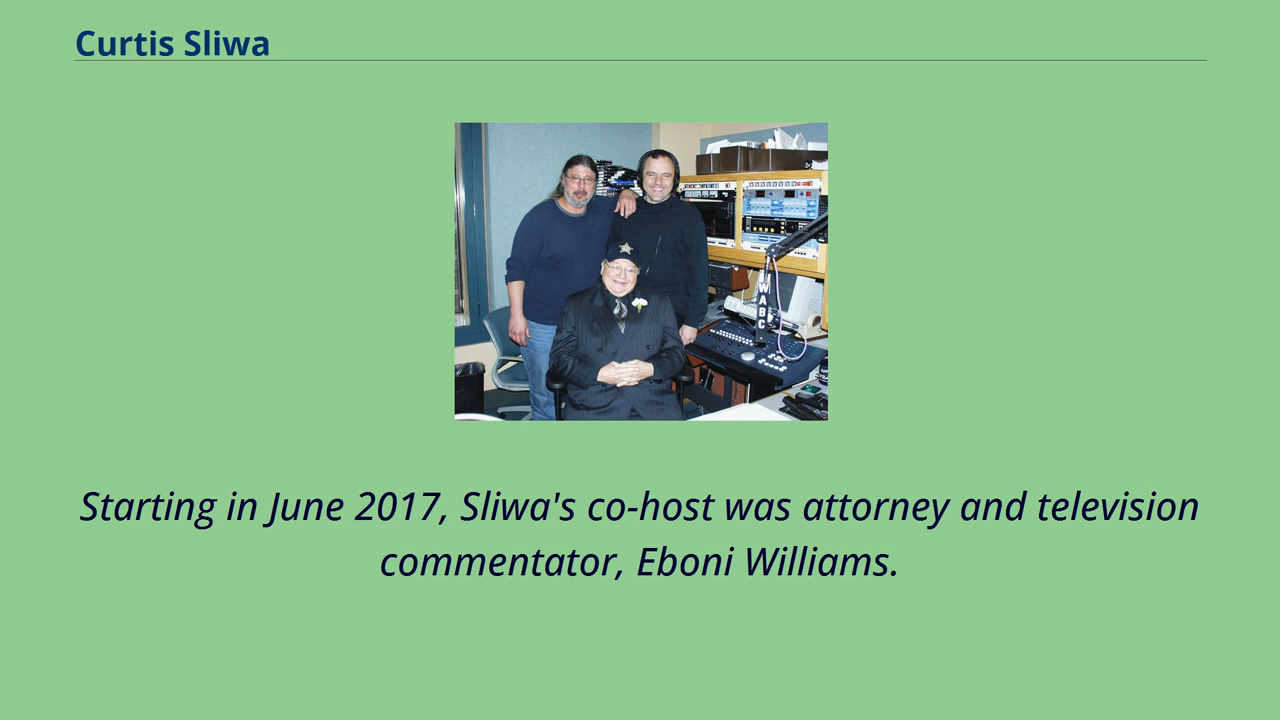 Curtis Sliwa
WABC
Starting in June 2017, Sliwa's co-host was attorney and television
commentator, Eboni Williams.